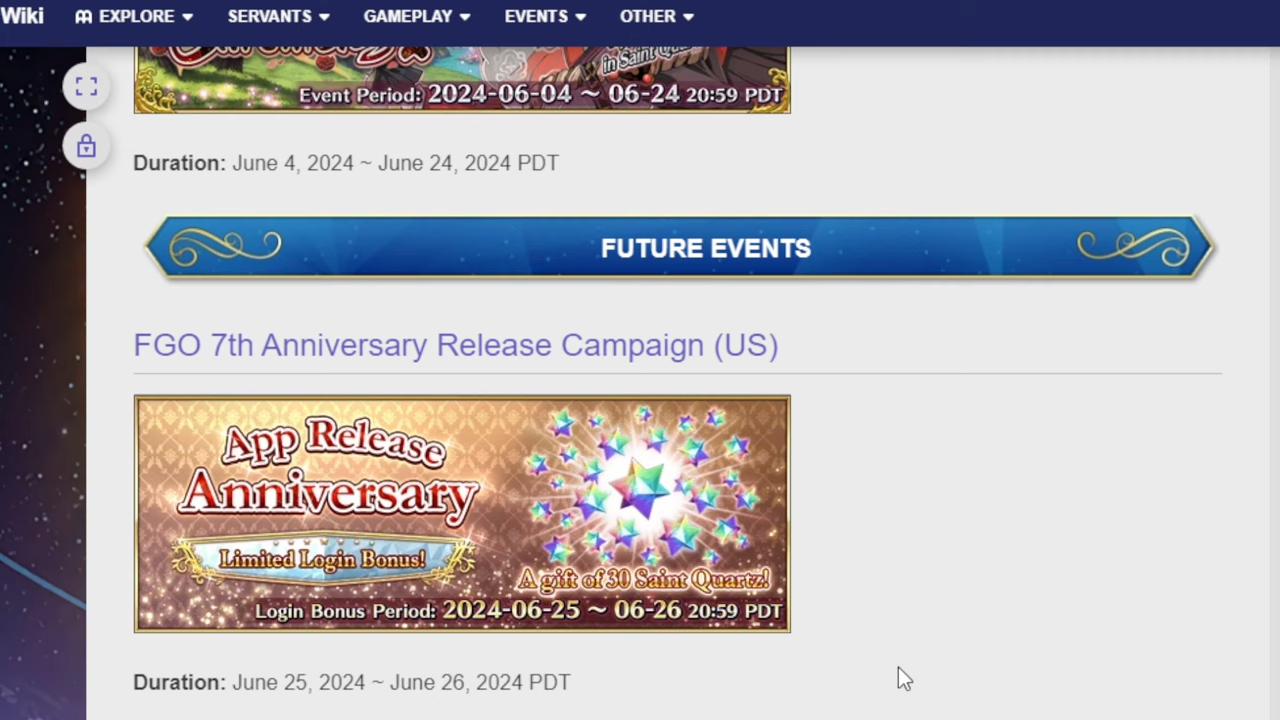 Wiki EXPLORE SERVANTS GAMEPLAY EVENTS OTHER
in Saint Quartz
Event Period: 2024-06-04 ~ 06-24 20:59 PDT
Duration: June 4, 2024 ~ June 24, 2024 PDT
FUTURE EVENTS
FGO 7th Anniversary Release Campaign (US)
App Release
Anniversary
Limited Login Bonus!
A gift of 30 Saint Quartz!
Login Bonus Period: 2024-06-25 ~ 06-26 20:59 PDT
Duration: June 25, 2024 ~ June 26, 2024 PDT